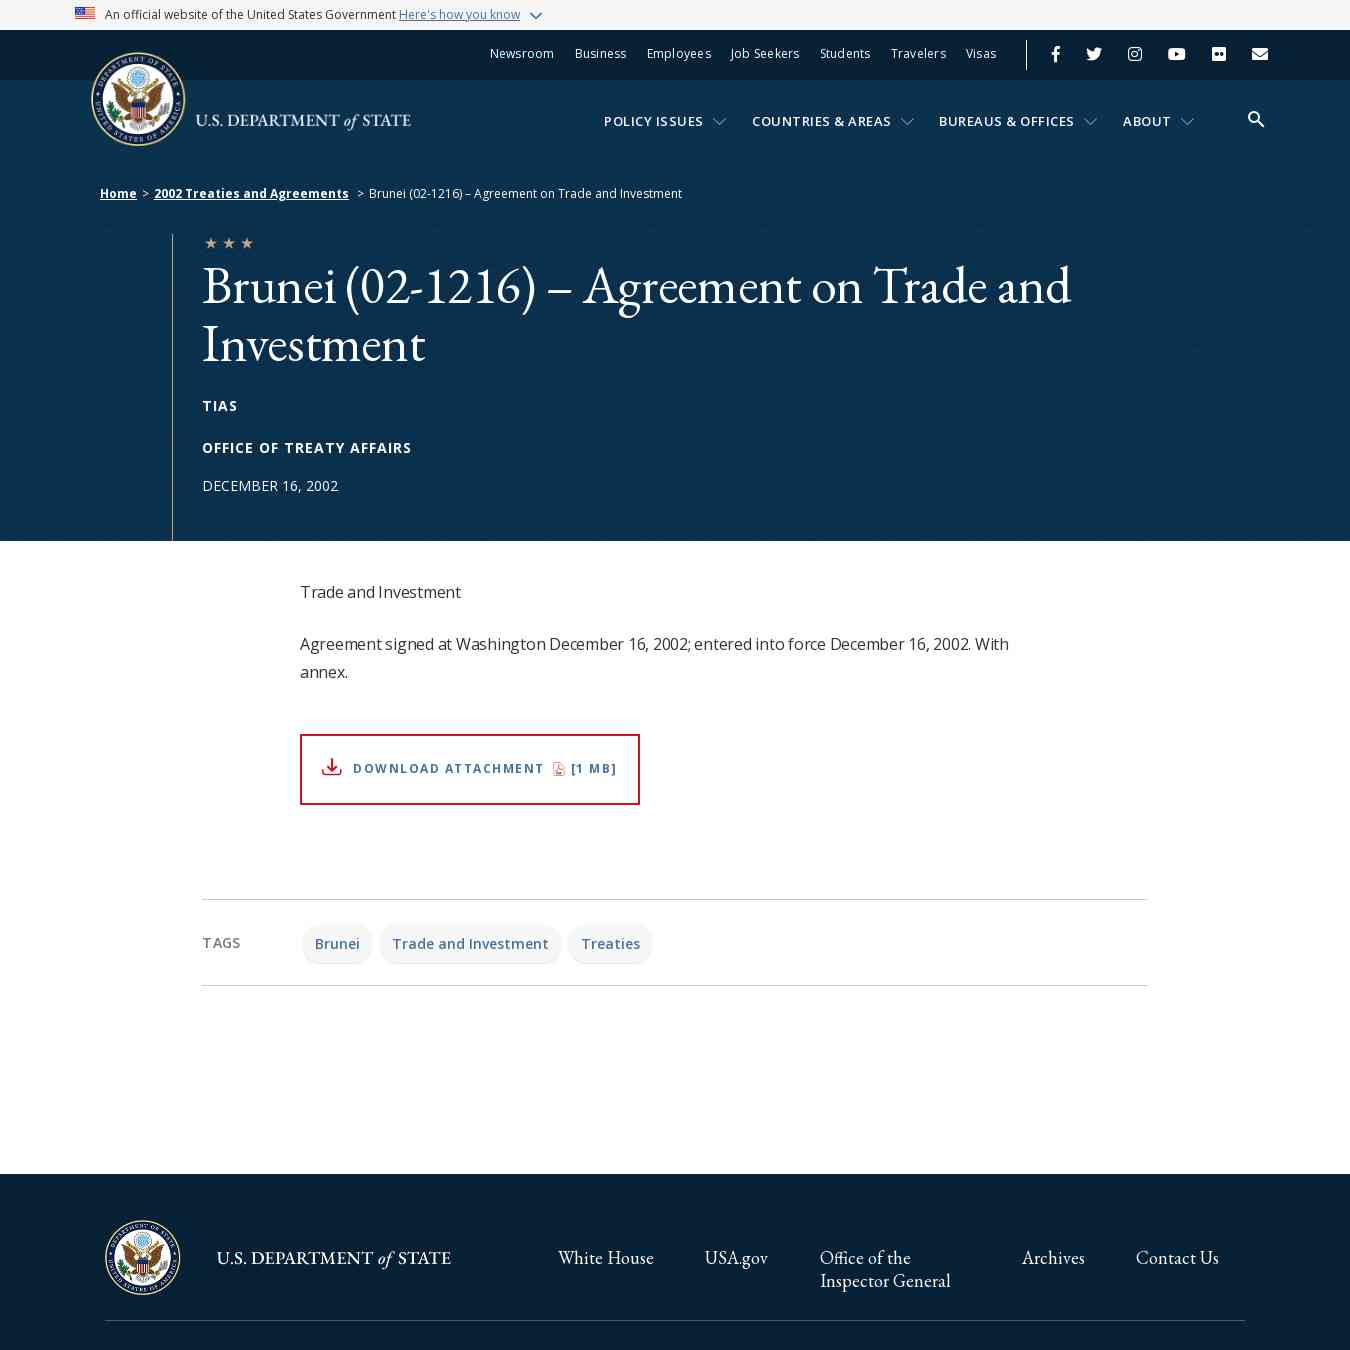 An official website of the United States Government Here's how you know
Newsroom Business Employees Job Seekers Students Travelers Visas
U.S. DEPARTMENT of STATE
POLICY ISSUES COUNTRIES & AREAS BUREAUS & OFFICES ABOUT
Home > 2002 Treaties and Agreements > Brunei (02-1216) – Agreement on Trade and Investment
Brunei (02-1216) – Agreement on Trade and
Investment
TIAS
OFFICE OF TREATY AFFAIRS
DECEMBER 16, 2002
Trade and Investment
Agreement signed at Washington December 16, 2002; entered into force December 16, 2002. With
annex.
DOWNLOAD ATTACHMENT [1 MB]
TAGS Brunei Trade and Investment Treaties
U.S. DEPARTMENT of STATE
White House USA.gov Office of the Archives Contact Us
Inspector General